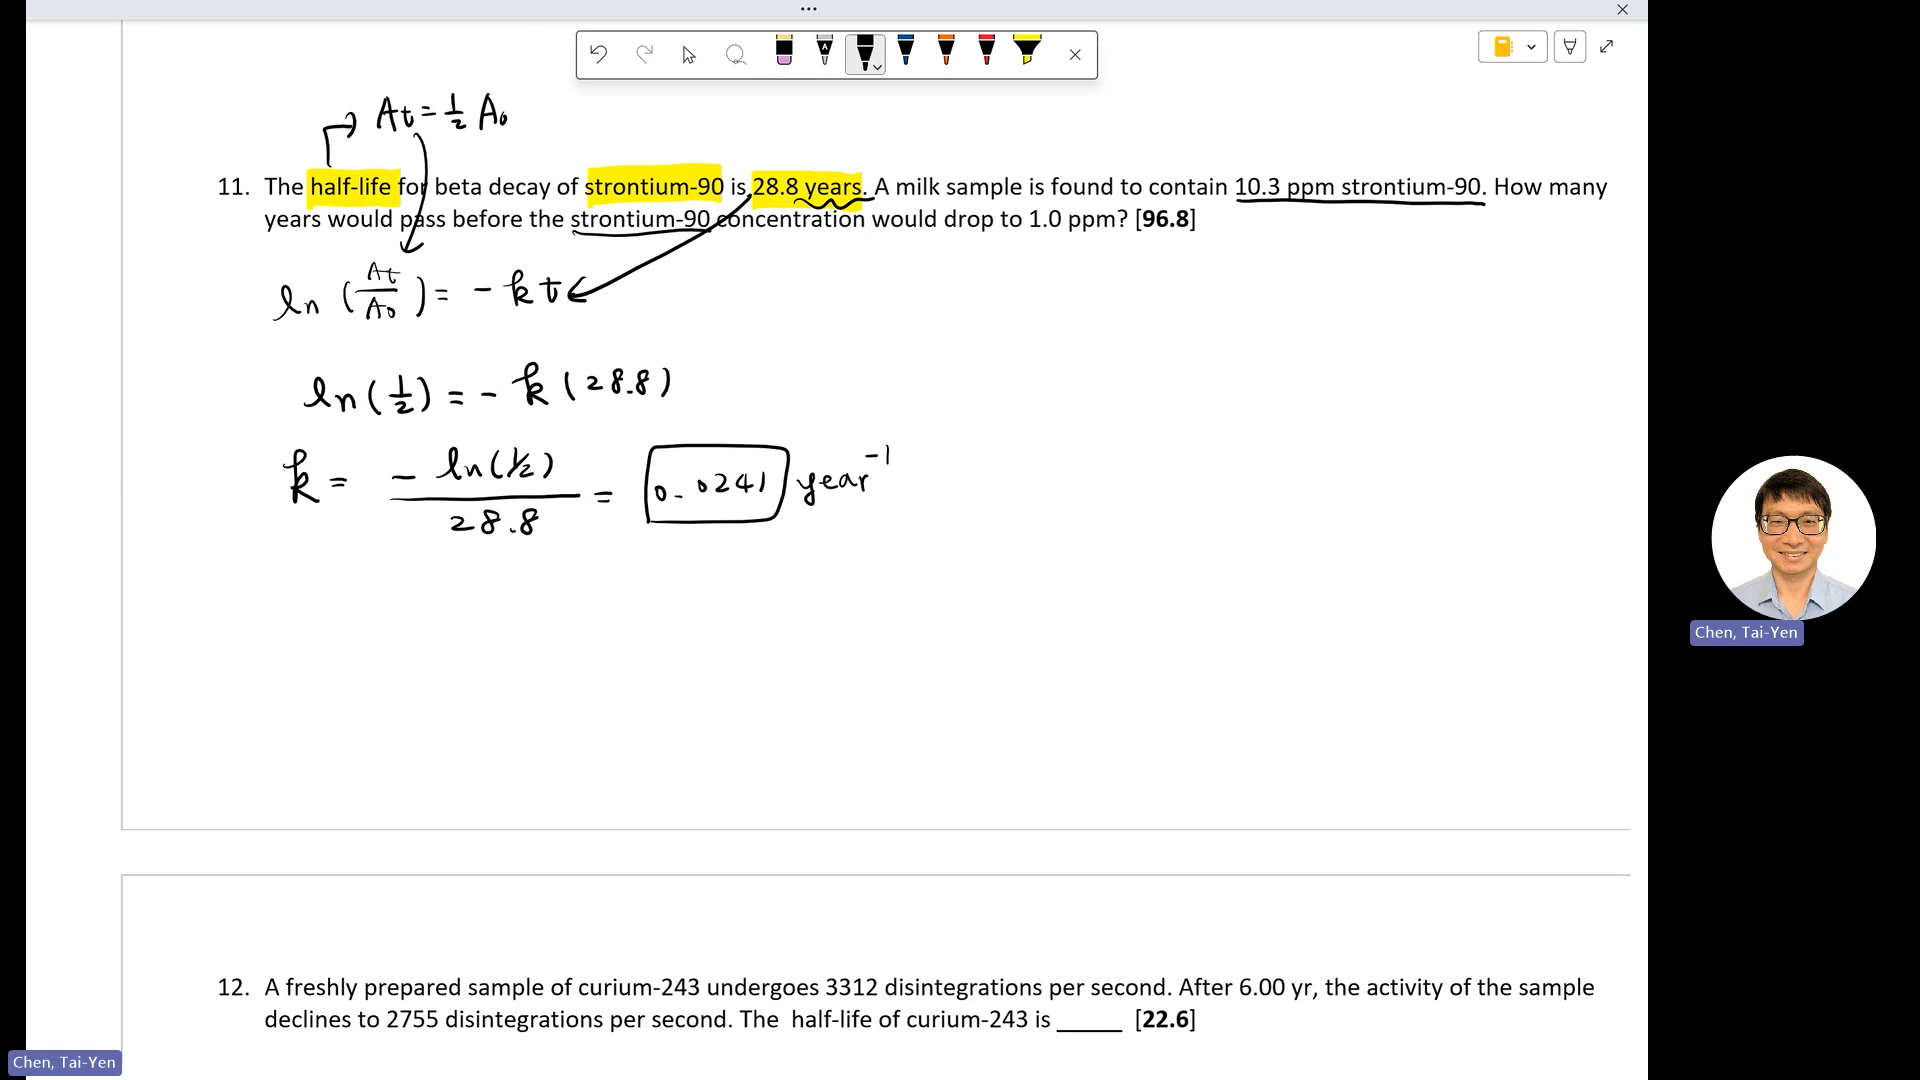 At = 1/2 A0
11. The half-life for beta decay of strontium-90 is 28.8 years. A milk sample is found to contain 10.3 ppm strontium-90. How many
years would pass before the strontium-90 concentration would drop to 1.0 ppm? [96.8]
ln (At/A0) = - kt
ln (1/2) = - k (28.8)
k = - ln(1/2) / 28.8 = 0.0241 year⁻¹
Chen, Tai-Yen
12. A freshly prepared sample of curium-243 undergoes 3312 disintegrations per second. After 6.00 yr, the activity of the sample
declines to 2755 disintegrations per second. The half-life of curium-243 is _____ [22.6]
Chen, Tai-Yen